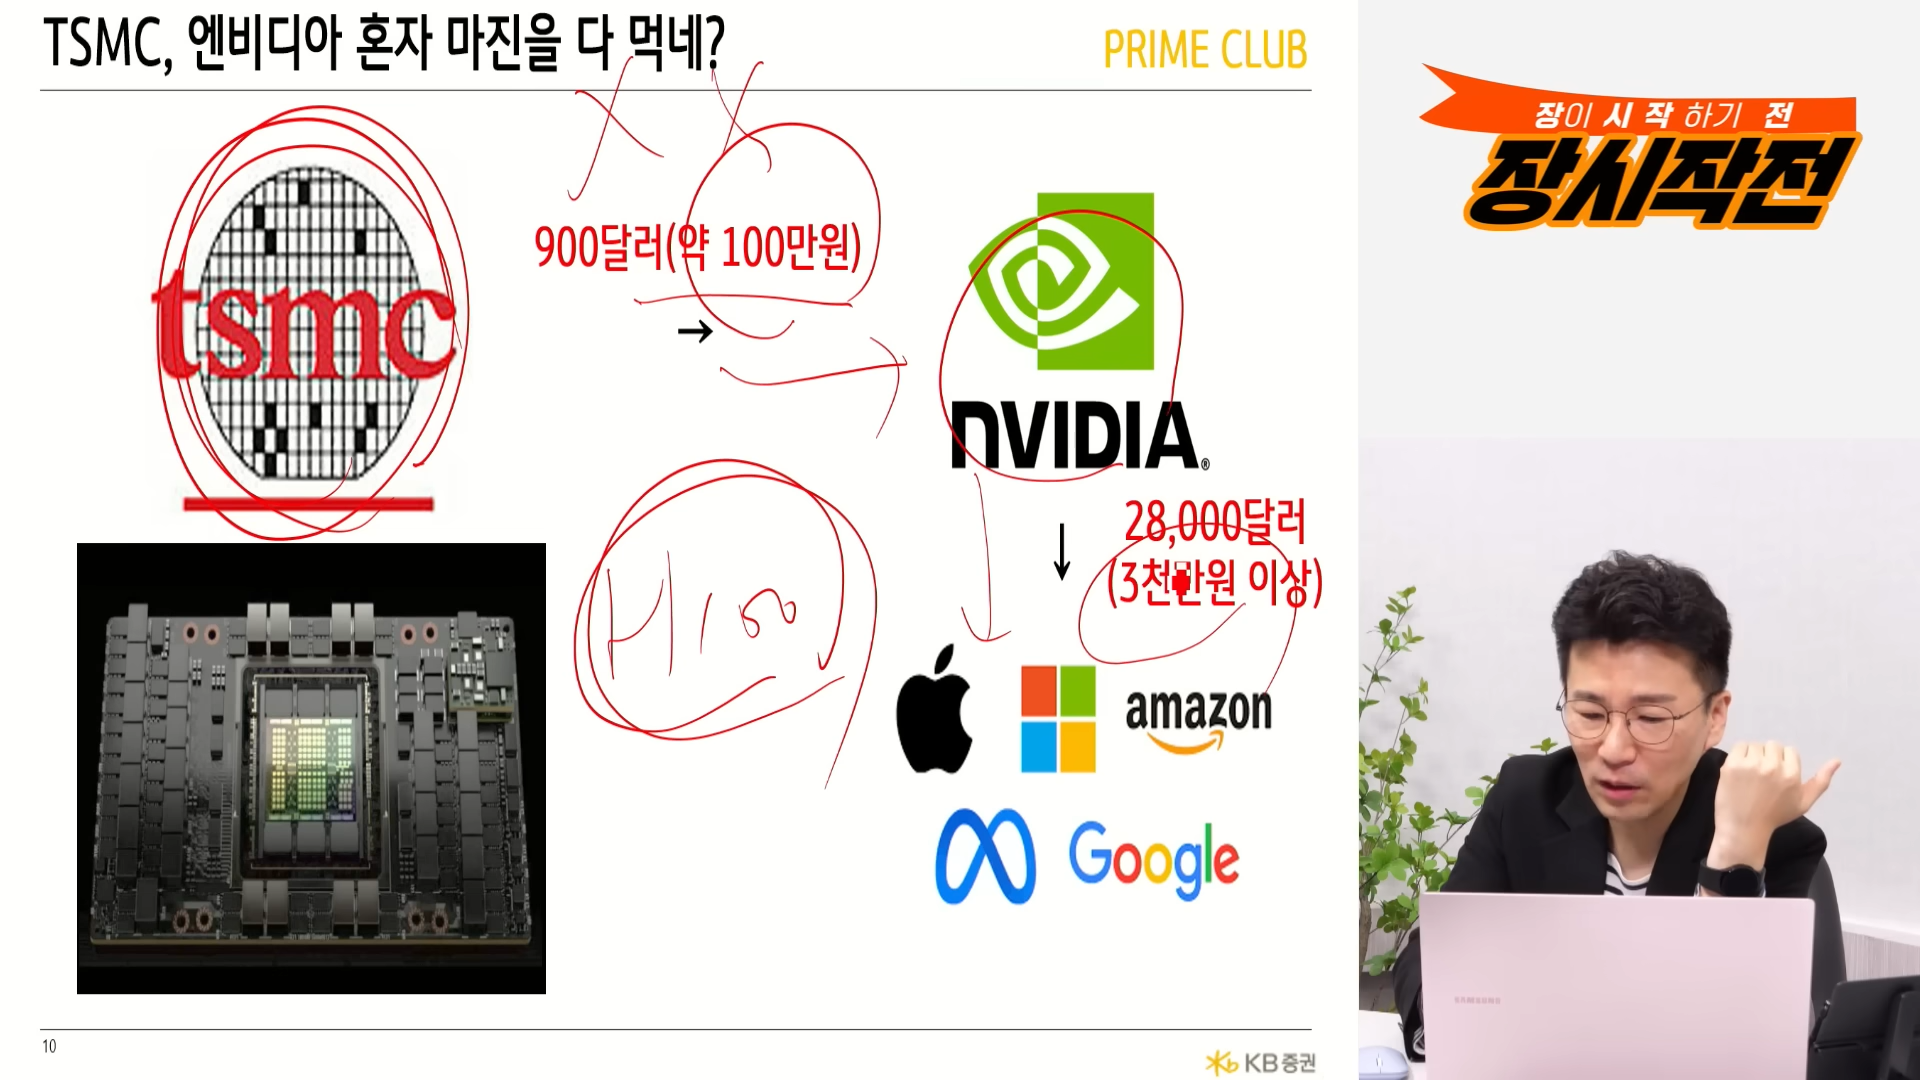 TSMC, 엔비디아 혼자 마진을 다 먹네?
PRIME CLUB
장이 시작하기 전
장시작전
900달러(약 100만원)
→
tsmc
NVIDIA
28,000달러
(3천만원 이상)
↓
H100
amazon
Google
SAMSUNG
10
KB증권